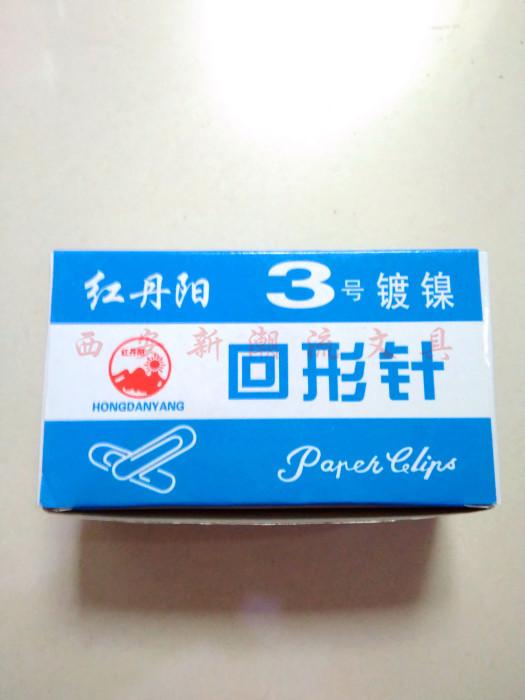 红丹阳 3号 镀镍
西安新潮流文具
红丹阳
回形针
HONGDANYANG
Paper Clips